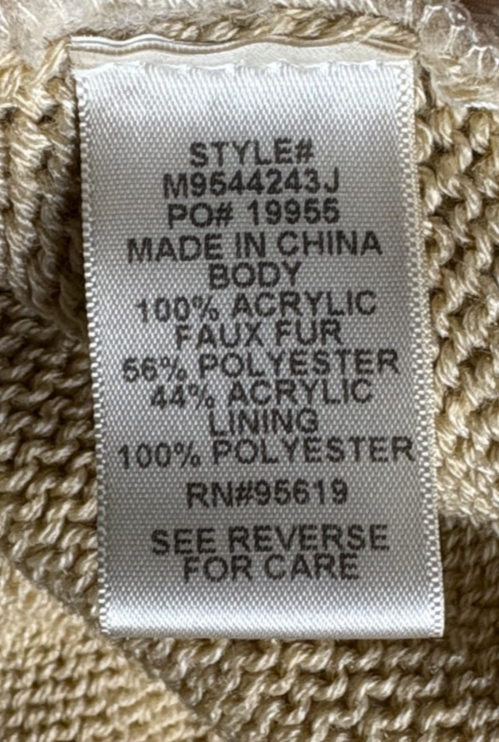 STYLE#
M9544243J
PO# 19955
MADE IN CHINA
BODY
100% ACRYLIC
FAUX FUR
56% POLYESTER
44% ACRYLIC
LINING
100% POLYESTER
RN#95619
SEE REVERSE
FOR CARE